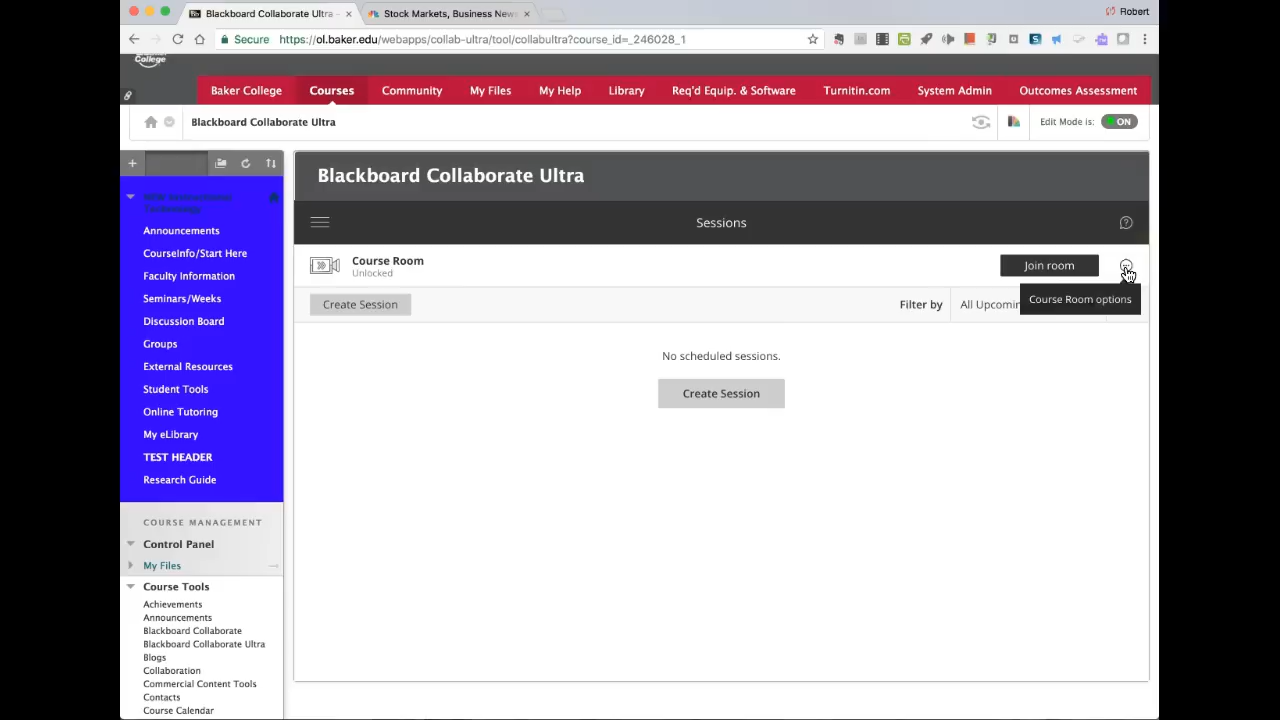 Blackboard Collaborate Ultra -
Stock Markets, Business News
Robert
Secure
https://ol.baker.edu/webapps/collab-ultra/tool/collabultra?course_id=_246028_1
College
Baker College
Courses
Community
My Files
My Help
Library
Req'd Equip. & Software
Turnitin.com
System Admin
Outcomes Assessment
Blackboard Collaborate Ultra
Edit Mode is:
ON
Announcements
CourseInfo/Start Here
Faculty Information
Seminars/Weeks
Discussion Board
Groups
External Resources
Student Tools
Online Tutoring
My eLibrary
TEST HEADER
Research Guide
COURSE MANAGEMENT
Control Panel
My Files
Course Tools
Achievements
Announcements
Blackboard Collaborate
Blackboard Collaborate Ultra
Blogs
Collaboration
Commercial Content Tools
Contacts
Course Calendar
Blackboard Collaborate Ultra
Sessions
Course Room
Unlocked
Join room
Course Room options
Create Session
Filter by
All Upcomin
No scheduled sessions.
Create Session